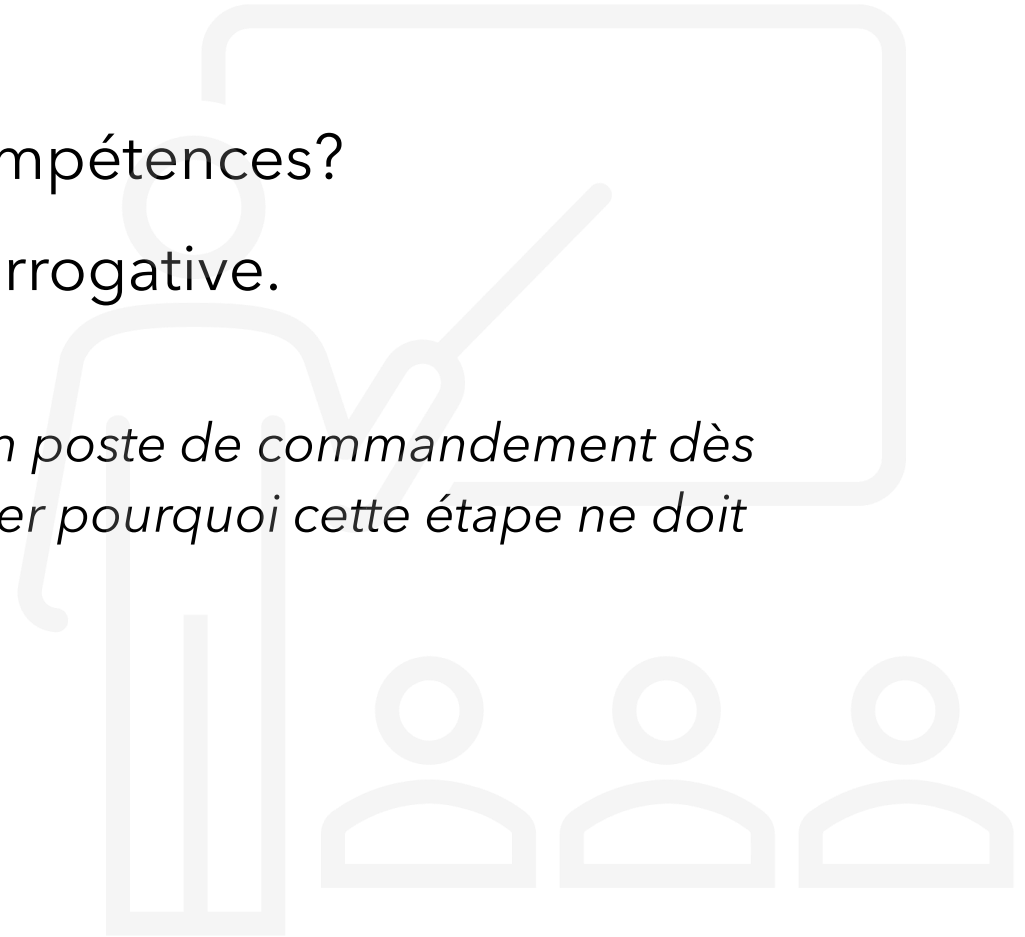 mpétences?
rrogative.
n poste de commandement dès
er pourquoi cette étape ne doit